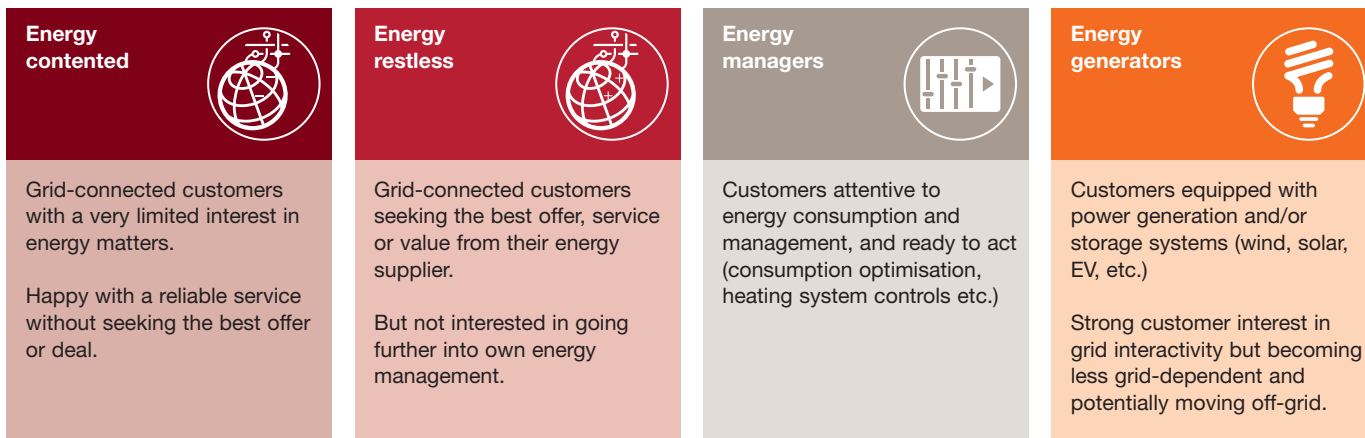 Energy
contented
Grid-connected customers
with a very limited interest in
energy matters.
Happy with a reliable service
without seeking the best offer
or deal.
Energy
restless
Grid-connected customers
seeking the best offer, service
or value from their energy
supplier.
But not interested in going
further into own energy
management.
Energy
managers
Customers attentive to
energy consumption and
management, and ready to act
(consumption optimisation,
heating system controls etc.)
Energy
generators
Customers equipped with
power generation and/or
storage systems (wind, solar,
EV, etc.)
Strong customer interest in
grid interactivity but becoming
less grid-dependent and
potentially moving off-grid.